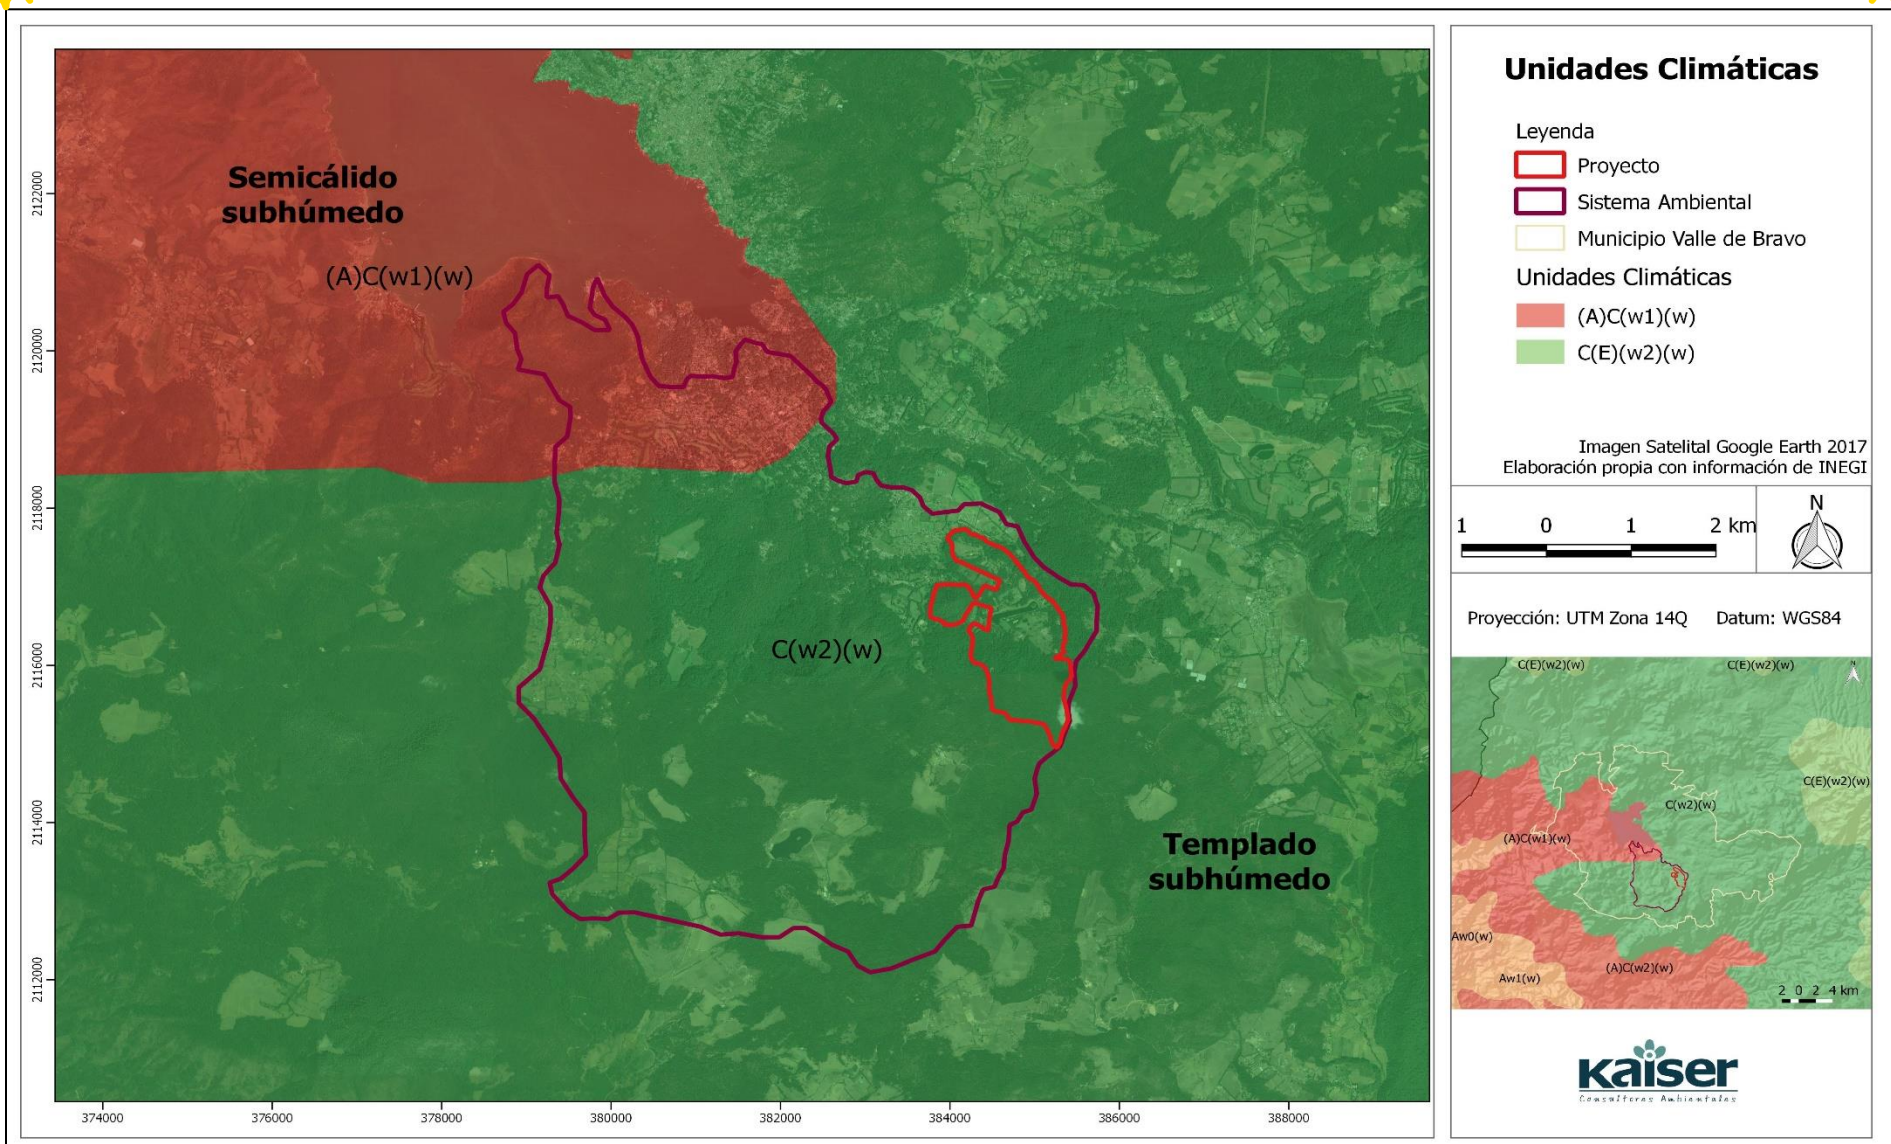 Semicálido
subhúmedo
(A)C(w1)(w)
C(w2)(w)
Templado
subhúmedo
2122000
2120000
2118000
2116000
2114000
2112000
374000
376000
378000
380000
382000
384000
386000
388000
Unidades Climáticas
Leyenda
Proyecto
Sistema Ambiental
Municipio Valle de Bravo
Unidades Climáticas
(A)C(w1)(w)
C(E)(w2)(w)
Imagen Satelital Google Earth 2017
Elaboración propia con información de INEGI
1 0 1 2 km
N
Proyección: UTM Zona 14Q Datum: WGS84
C(E)(w2)(w)
C(E)(w2)(w)
N
C(E)(w2)(w)
C(w2)(w)
(A)C(w1)(w)
Aw0(w)
(A)C(w2)(w)
Aw1(w)
2 0 2 4 km
Kaiser
Consultores Ambientales